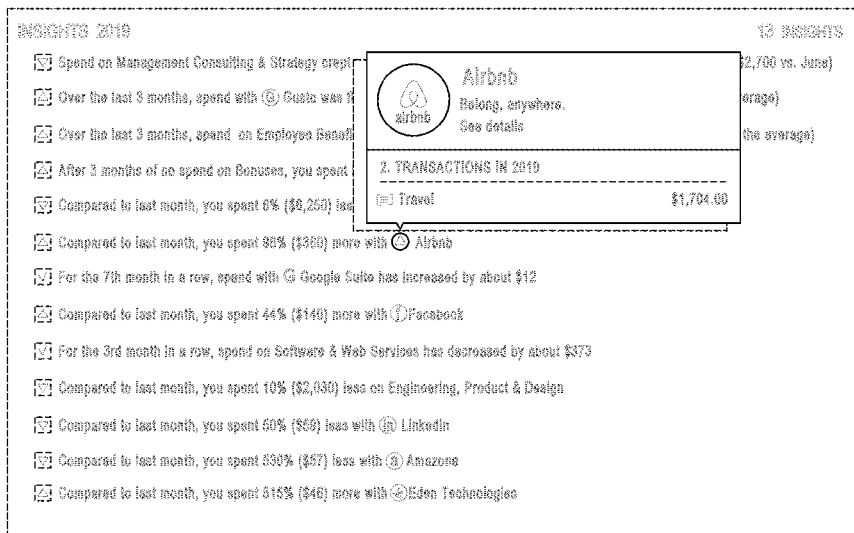 INSIGHTS 2019
13 INSIGHTS
Spend on Management Consulting & Strategy crept
$2,700 vs. June)
Over the last 3 months, spend with G Gusto was
erage)
Over the last 3 months, spend on Employee Benefi
the average)
After 3 months of no spend on Bonuses, you spent
Compared to last month, you spent 6% ($6,250) les
Airbnb
airbnb
Belong, anywhere.
See details
2. TRANSACTIONS IN 2019
Travel $1,704.00
Compared to last month, you spent 98% ($360) more with Airbnb
For the 7th month in a row, spend with G Google Suite has increased by about $12
Compared to last month, you spent 44% ($140) more with f Facebook
For the 3rd month in a row, spend on Software & Web Services has decreased by about $373
Compared to last month, you spent 10% ($2,030) less on Engineering, Product & Design
Compared to last month, you spent 50% ($59) less with in Linkedin
Compared to last month, you spent 530% ($57) less with a Amazone
Compared to last month, you spent 515% ($46) more with Eden Technologies